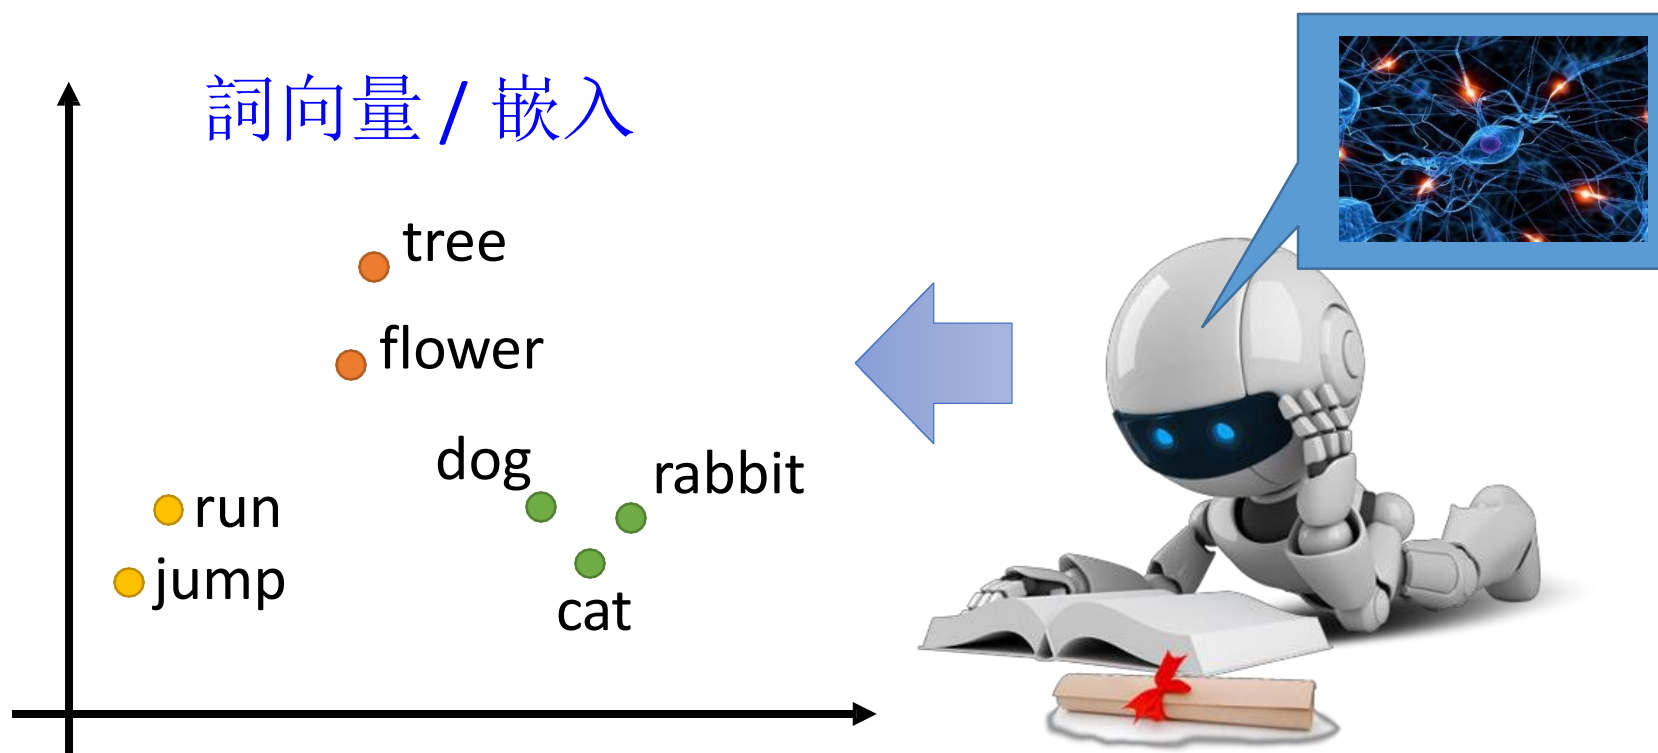 詞向量 / 嵌入
tree
flower
dog
rabbit
run
jump
cat